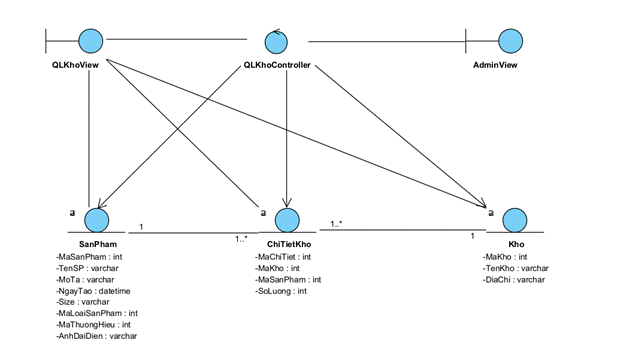 QLKhoView
QLKhoController
AdminView
a
a
a
1
1..*
1..*
1
SanPham
-MaSanPham : int
-TenSP : varchar
-MoTa : varchar
-NgayTao : datetime
-Size : varchar
-MaLoaiSanPham : int
-MaThuongHieu : int
-AnhDaiDien : varchar
ChiTietKho
-MaChiTiet : int
-MaKho : int
-MaSanPham : int
-SoLuong : int
Kho
-MaKho : int
-TenKho : varchar
-DiaChi : varchar